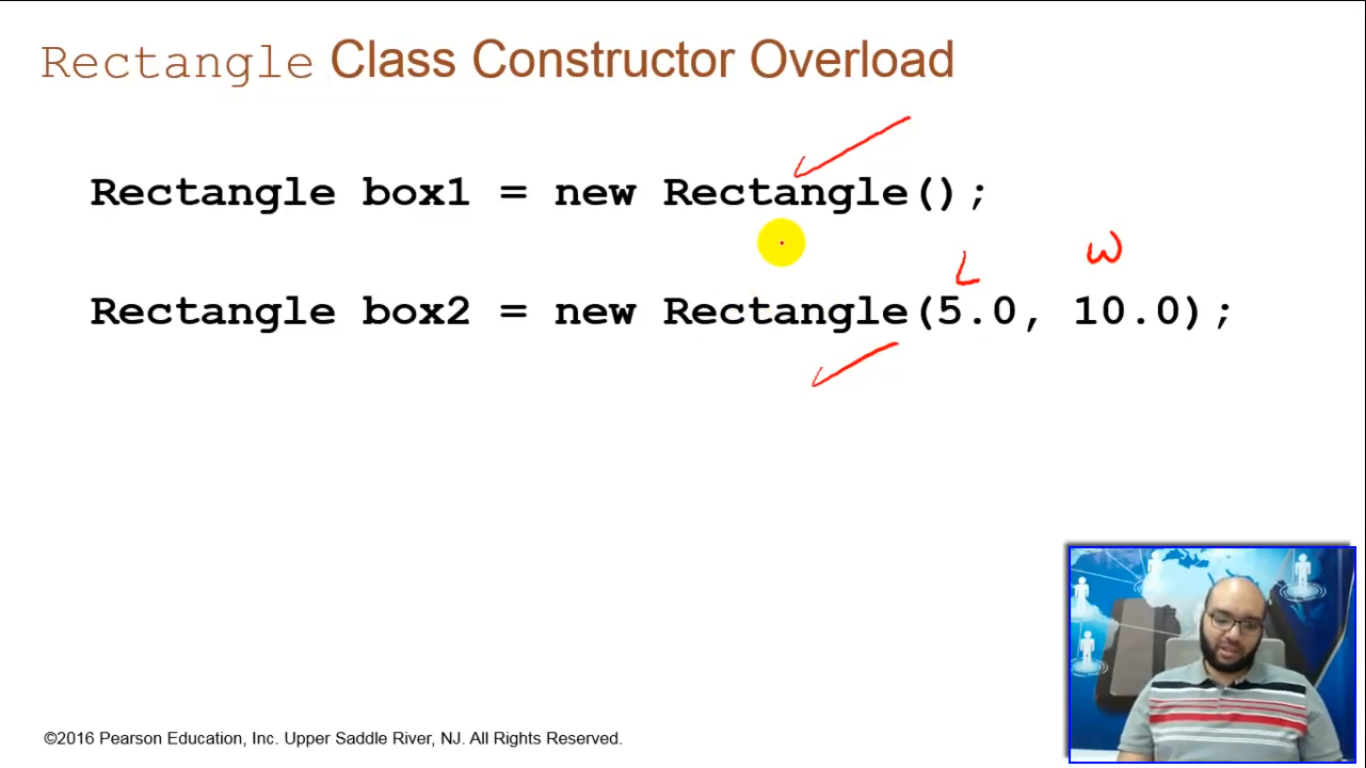 Rectangle Class Constructor Overload
Rectangle box1 = new Rectangle();
L W
Rectangle box2 = new Rectangle(5.0, 10.0);
©2016 Pearson Education, Inc. Upper Saddle River, NJ. All Rights Reserved.